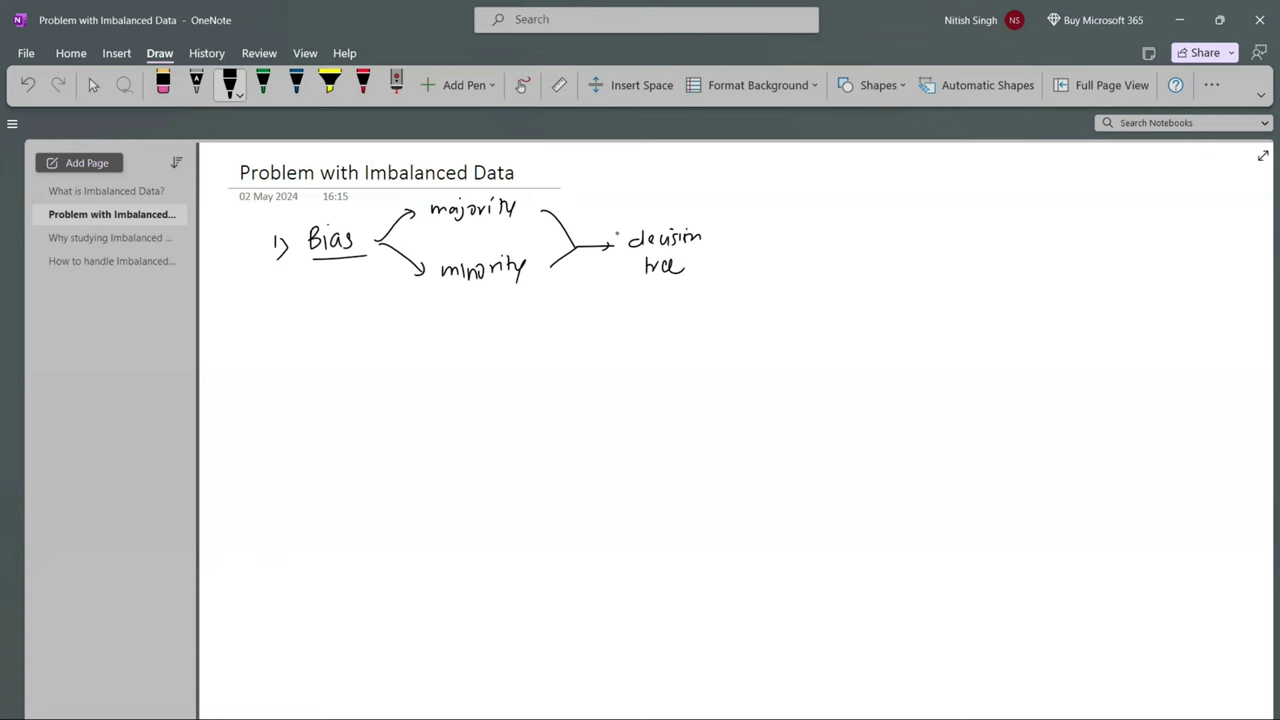 Problem with Imbalanced Data - OneNote
Search
Nitish Singh NS
Buy Microsoft 365
File Home Insert Draw History Review View Help
Share
Add Pen
Insert Space
Format Background
Shapes
Automatic Shapes
Full Page View
Search Notebooks
Add Page
What is Imbalanced Data?
Problem with Imbalanced...
Why studying Imbalanced ...
How to handle Imbalanced...
Problem with Imbalanced Data
02 May 2024 16:15
1) Bias
majority
minority
decision
tree